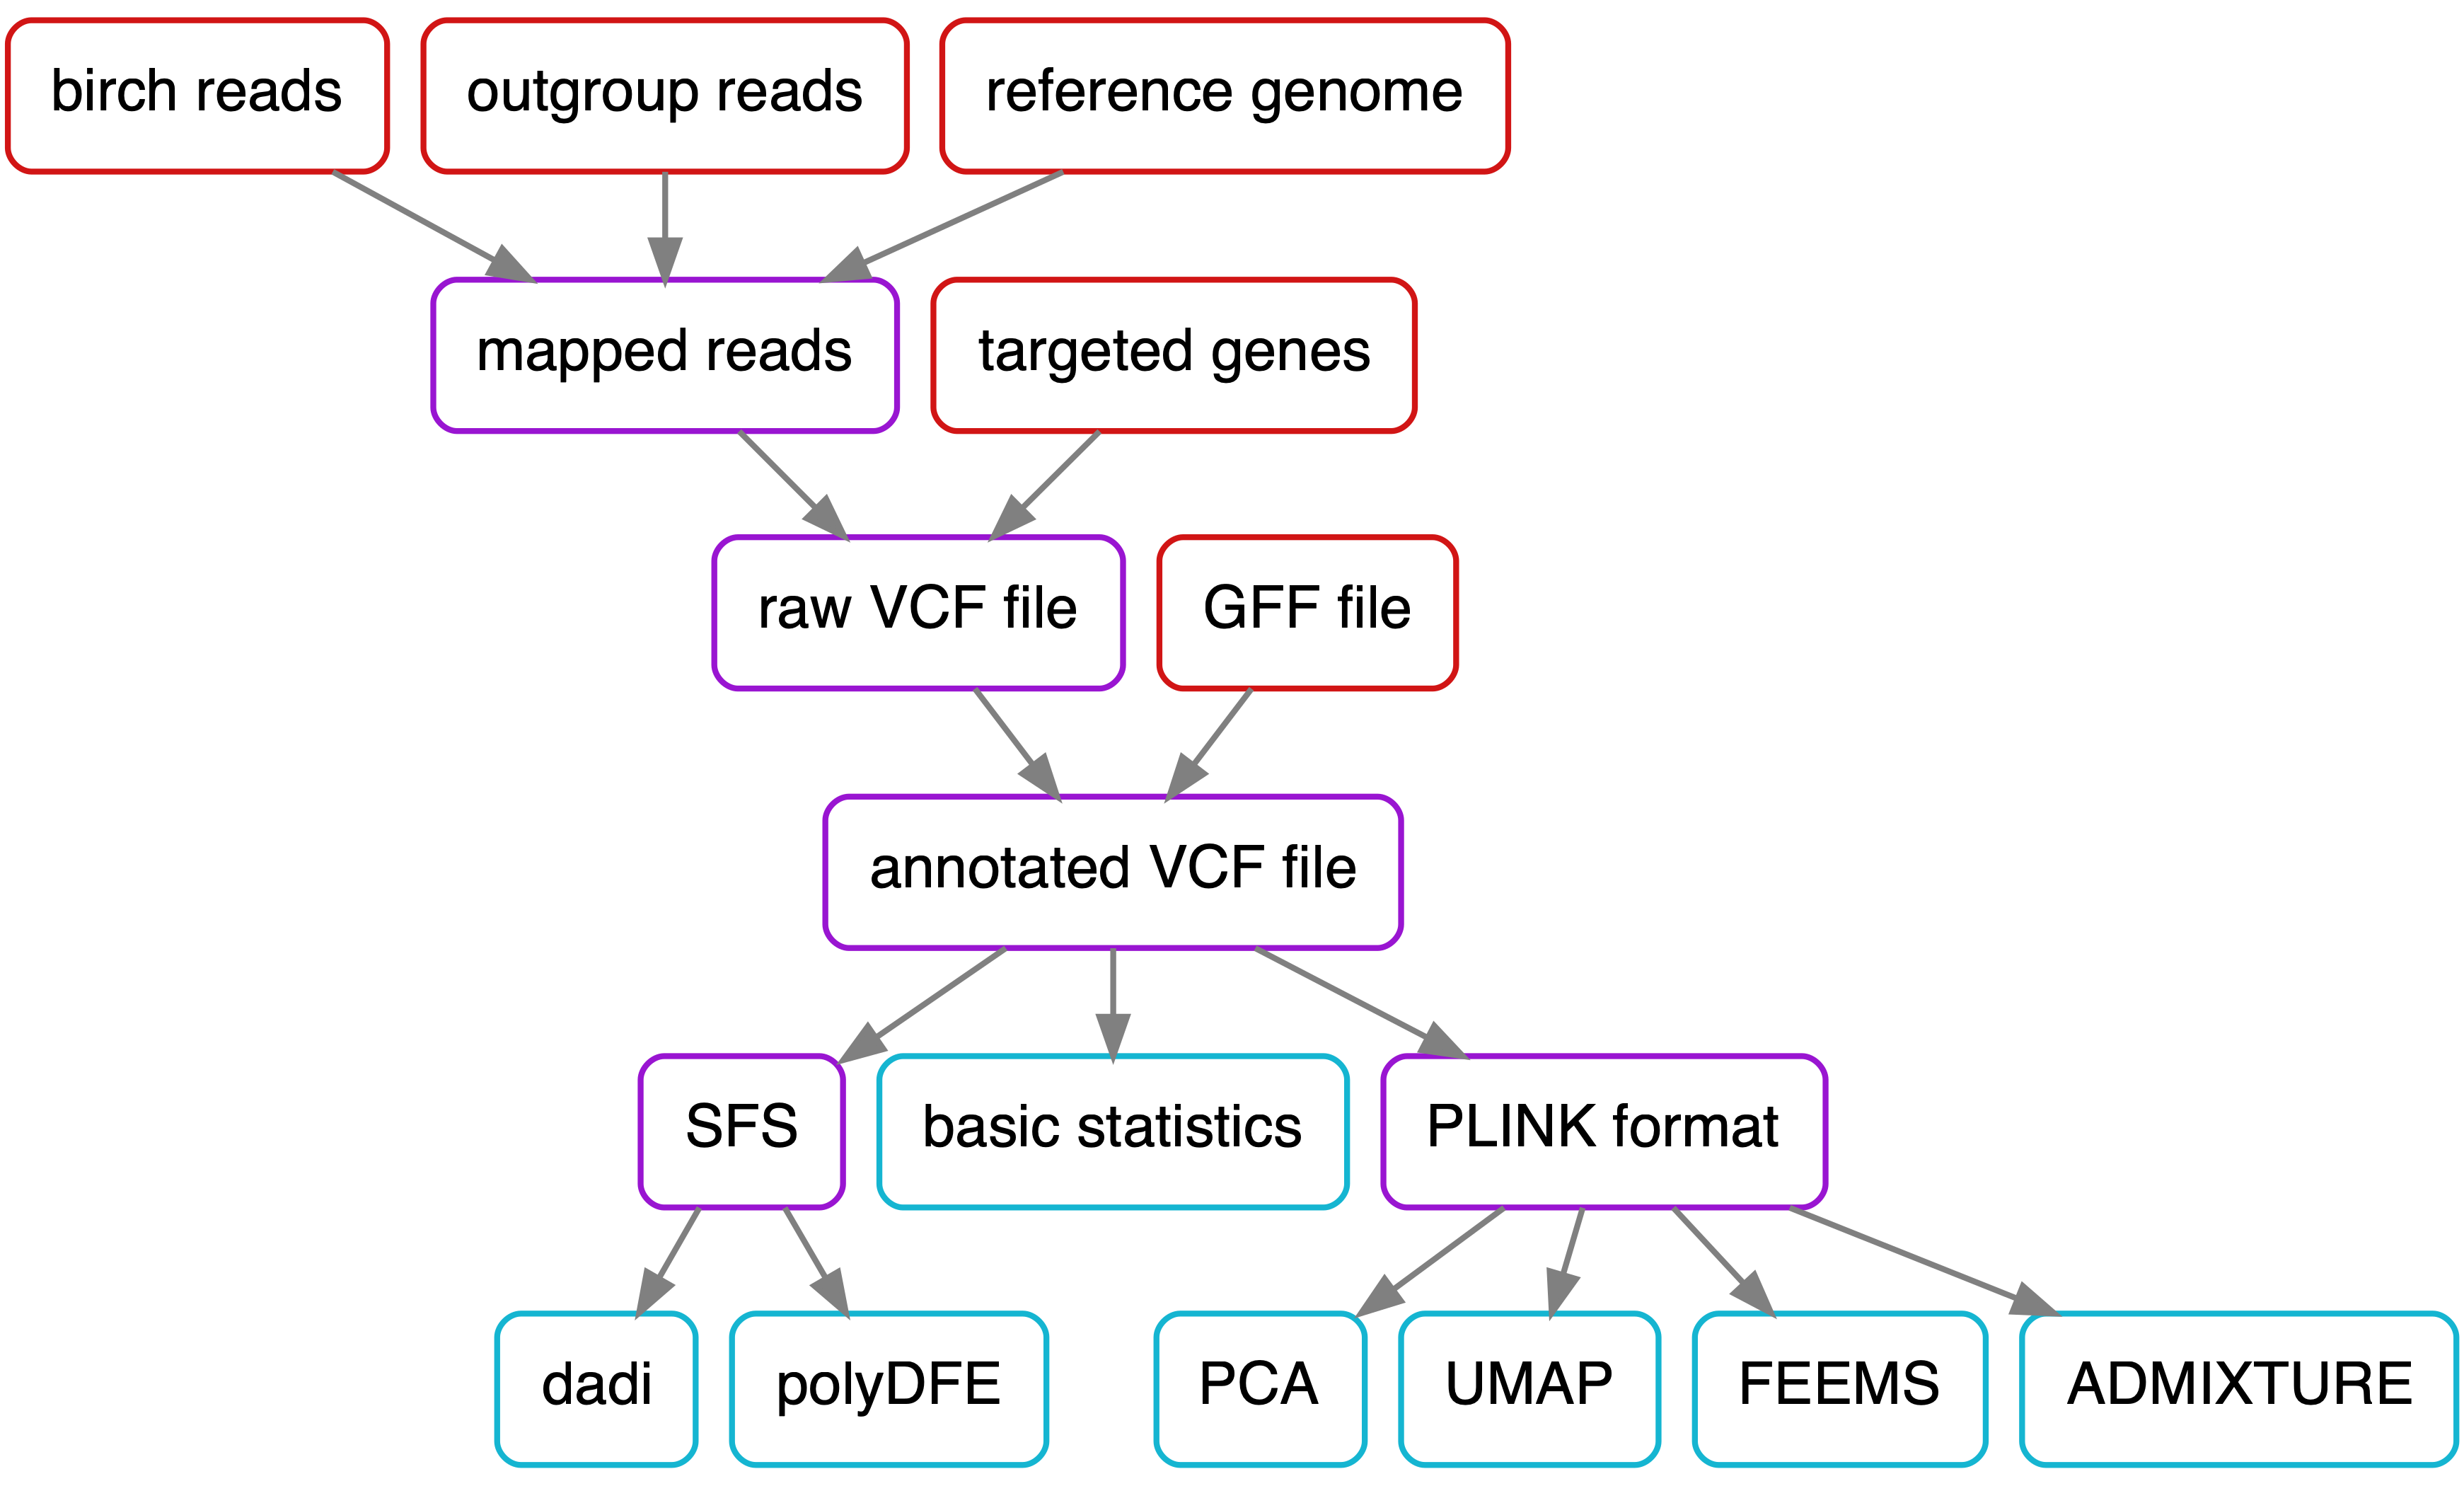 birch reads
outgroup reads
reference genome
mapped reads
targeted genes
raw VCF file
GFF file
annotated VCF file
SFS
basic statistics
PLINK format
dadi
polyDFE
PCA
UMAP
FEEMS
ADMIXTURE